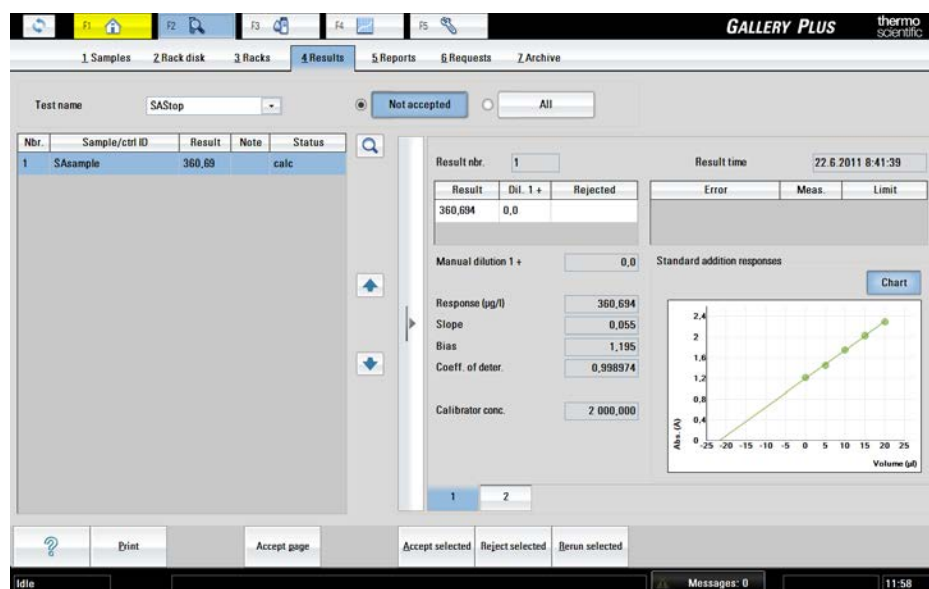 F1 F2 F3 F4 F5 GALLERY PLUS thermo scientific
1 Samples 2 Rack disk 3 Racks 4 Results 5 Reports 6 Requests 7 Archive
Test name SAStop Not accepted All
Nbr. Sample/ctrl ID Result Note Status
1 SAsample 360,69 calc
Result nbr. 1 Result time 22.6.2011 8:41:39
Result Dil. 1 + Rejected Error Meas. Limit
360,694 0,0
Manual dilution 1 + 0,0 Standard addition responses
Chart
Response (µg/l) 360,694
Slope 0,055
Bias 1,195
Coeff. of deter. 0,998974
Calibrator conc. 2 000,000
2,4
2
1,6
1,2
0,8
0,4
0
Abs. (A)
-25 -20 -15 -10 -5 0 5 10 15 20 25
Volume (µl)
1 2
? Print Accept page Accept selected Reject selected Rerun selected
Idle Messages: 0 11:58